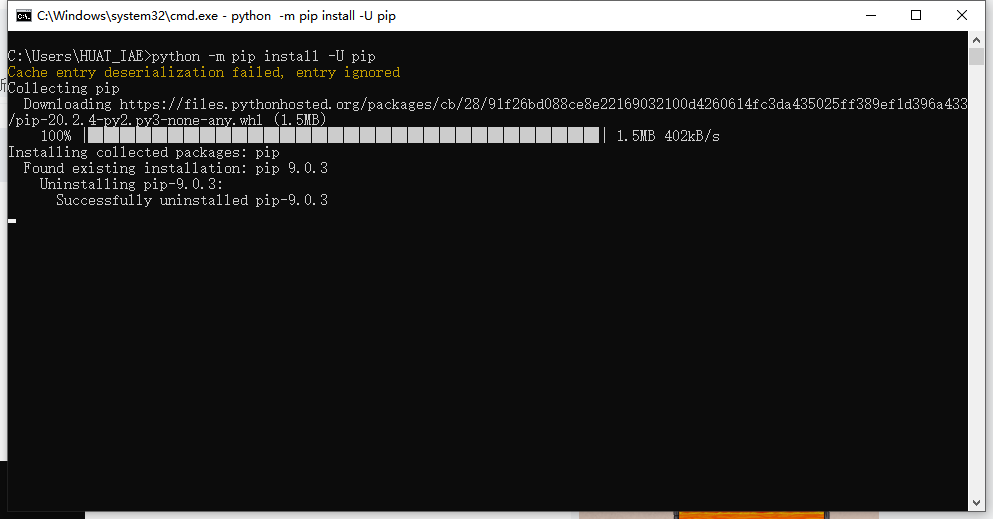 C:\Windows\system32\cmd.exe - python  -m pip install -U pip
C:\Users\HUAT_IAE>python -m pip install -U pip
Cache entry deserialization failed, entry ignored
Collecting pip
  Downloading https://files.pythonhosted.org/packages/cb/28/91f26bd088ce8e22169032100d4260614fc3da435025ff389ef1d396a433
/pip-20.2.4-py2.py3-none-any.whl (1.5MB)
    100% |████████████████████████████████| 1.5MB 402kB/s
Installing collected packages: pip
  Found existing installation: pip 9.0.3
    Uninstalling pip-9.0.3:
      Successfully uninstalled pip-9.0.3